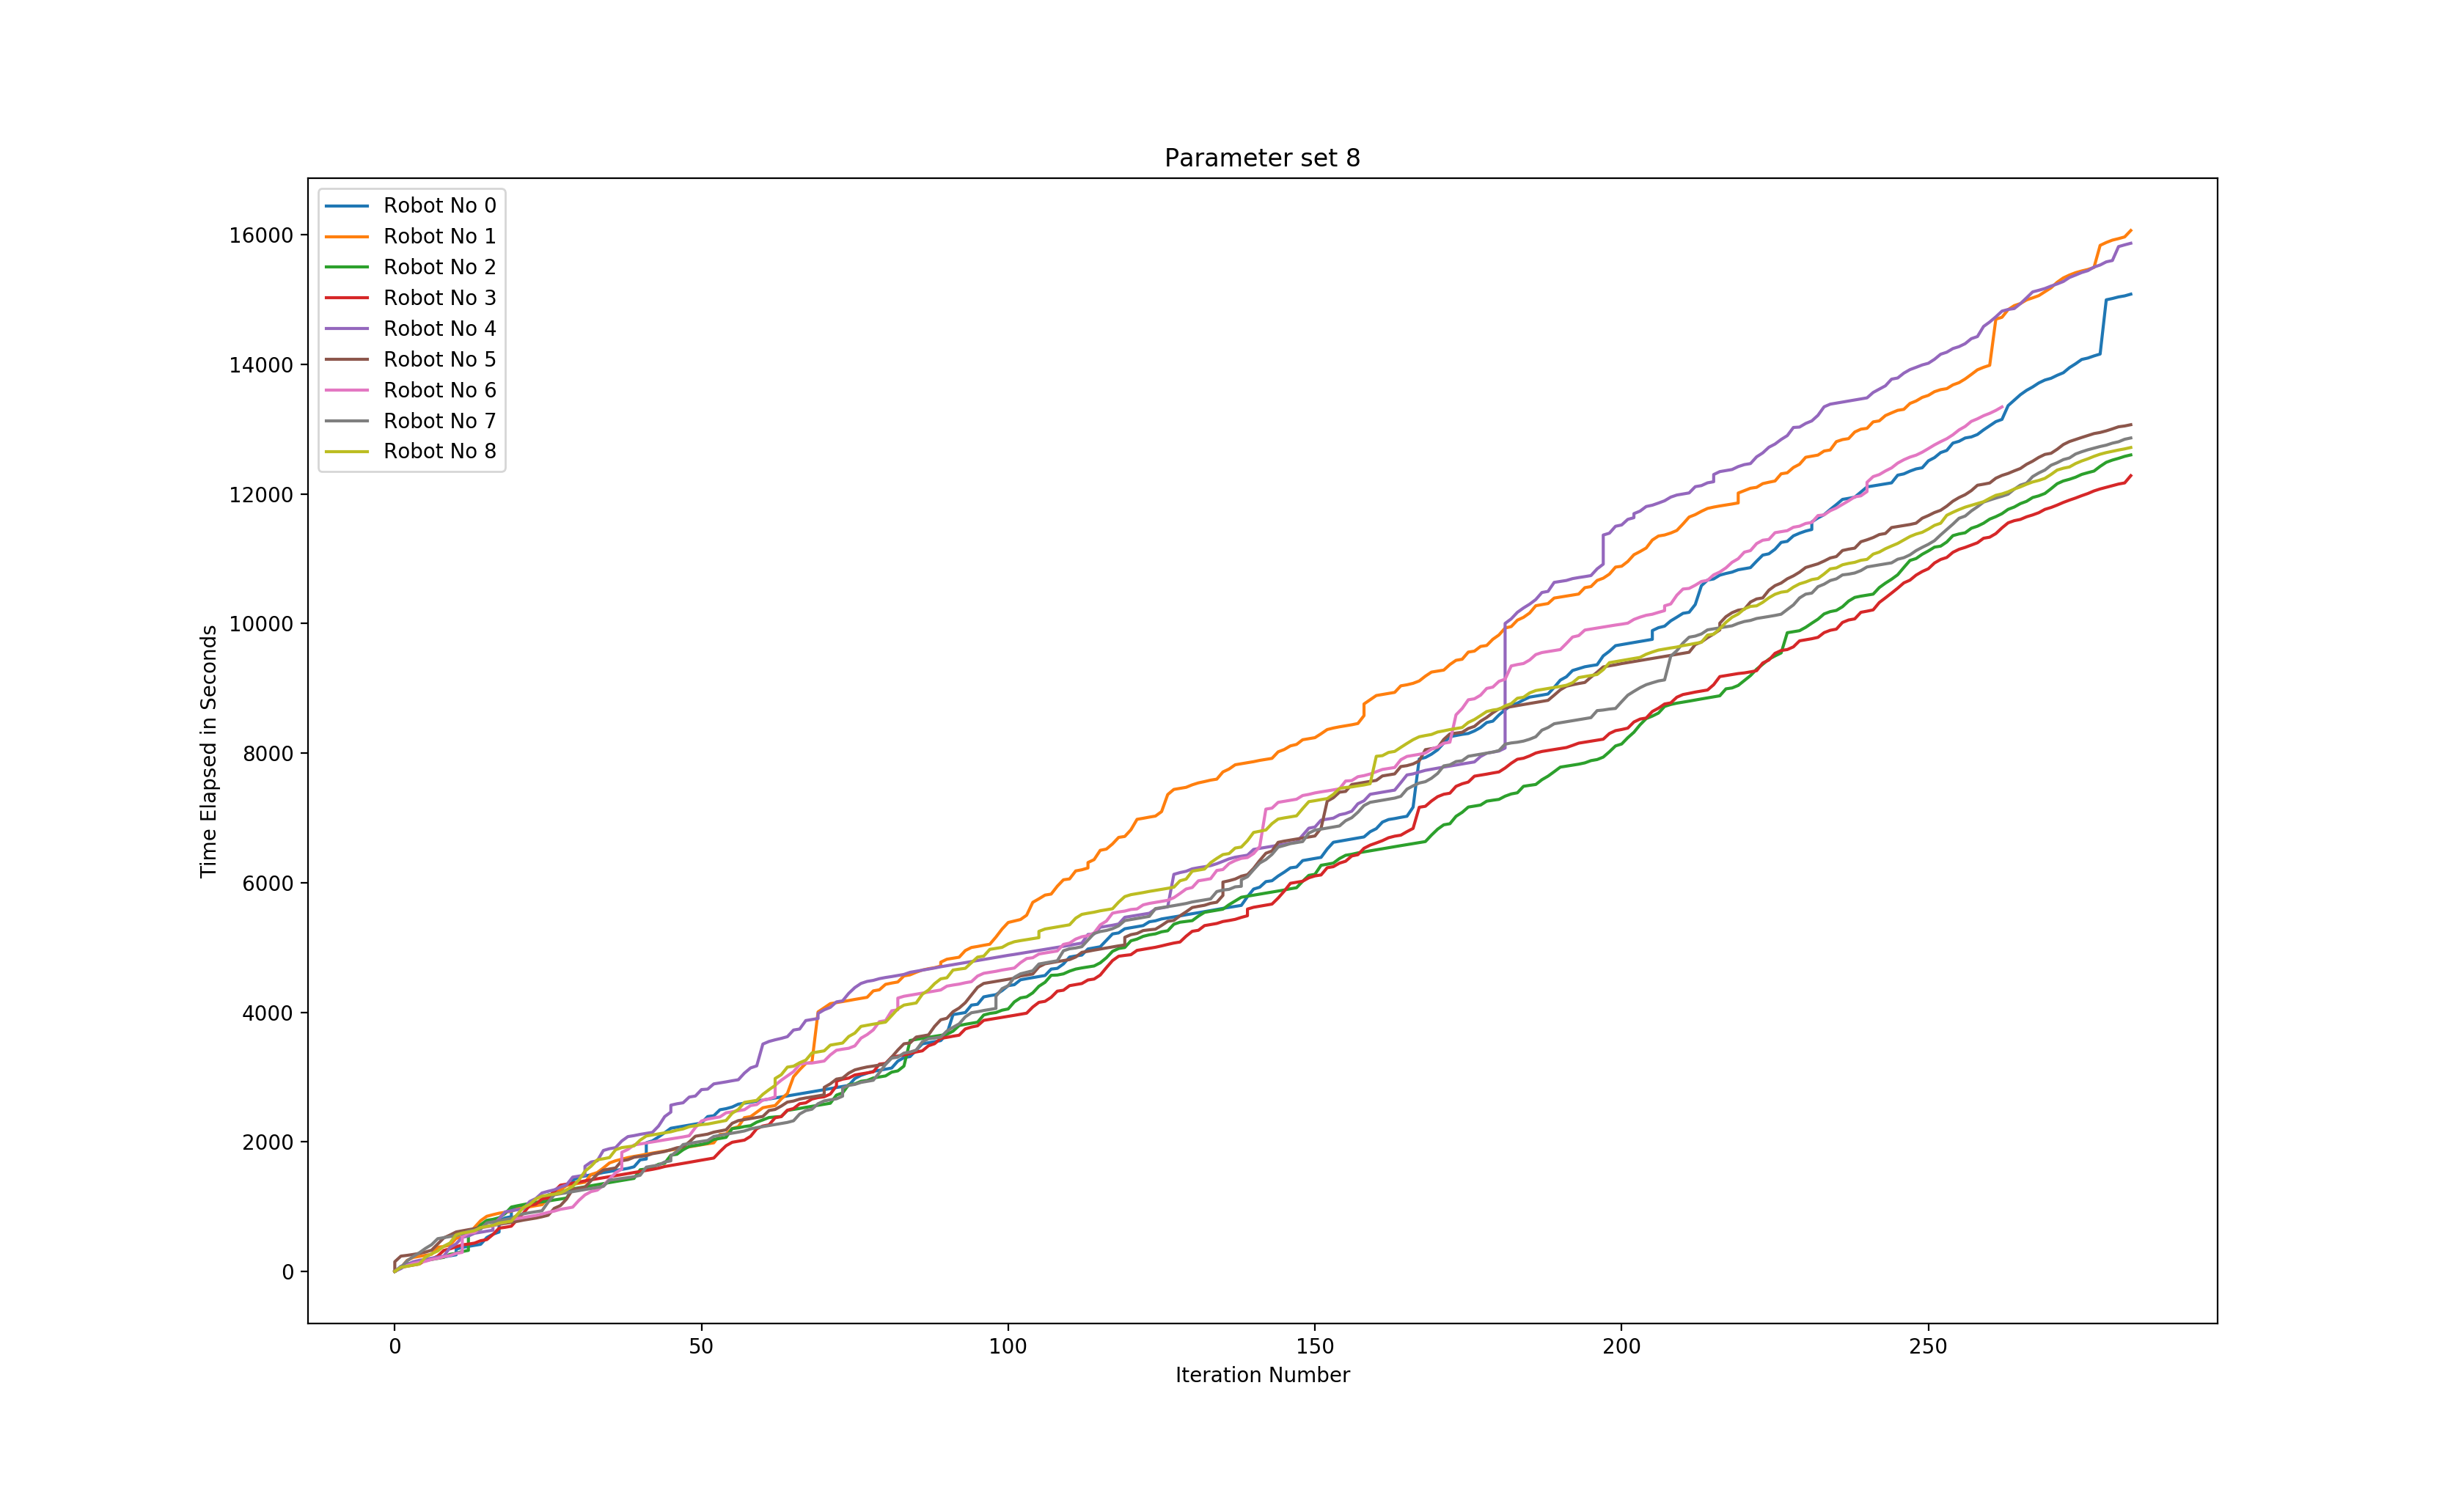 Parameter set 8
Robot No 0
Robot No 1
Robot No 2
Robot No 3
Robot No 4
Robot No 5
Robot No 6
Robot No 7
Robot No 8
16000
14000
12000
10000
8000
6000
4000
2000
0
Time Elapsed in Seconds
0 50 100 150 200 250
Iteration Number